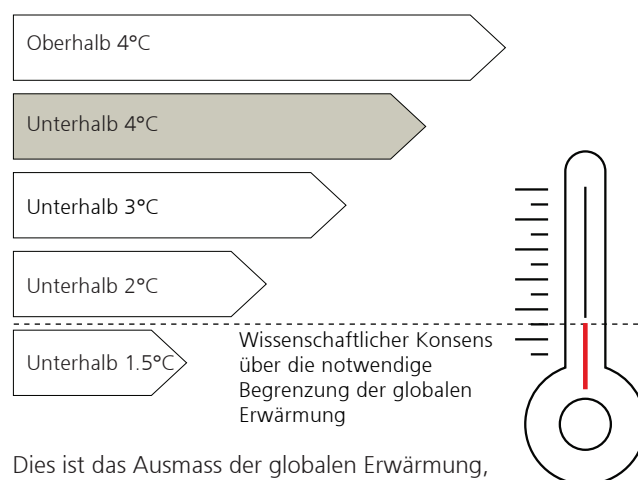 Oberhalb 4°C
Unterhalb 4°C
Unterhalb 3°C
Unterhalb 2°C
Unterhalb 1.5°C
Wissenschaftlicher Konsens
über die notwendige
Begrenzung der globalen
Erwärmung
Dies ist das Ausmass der globalen Erwärmung,